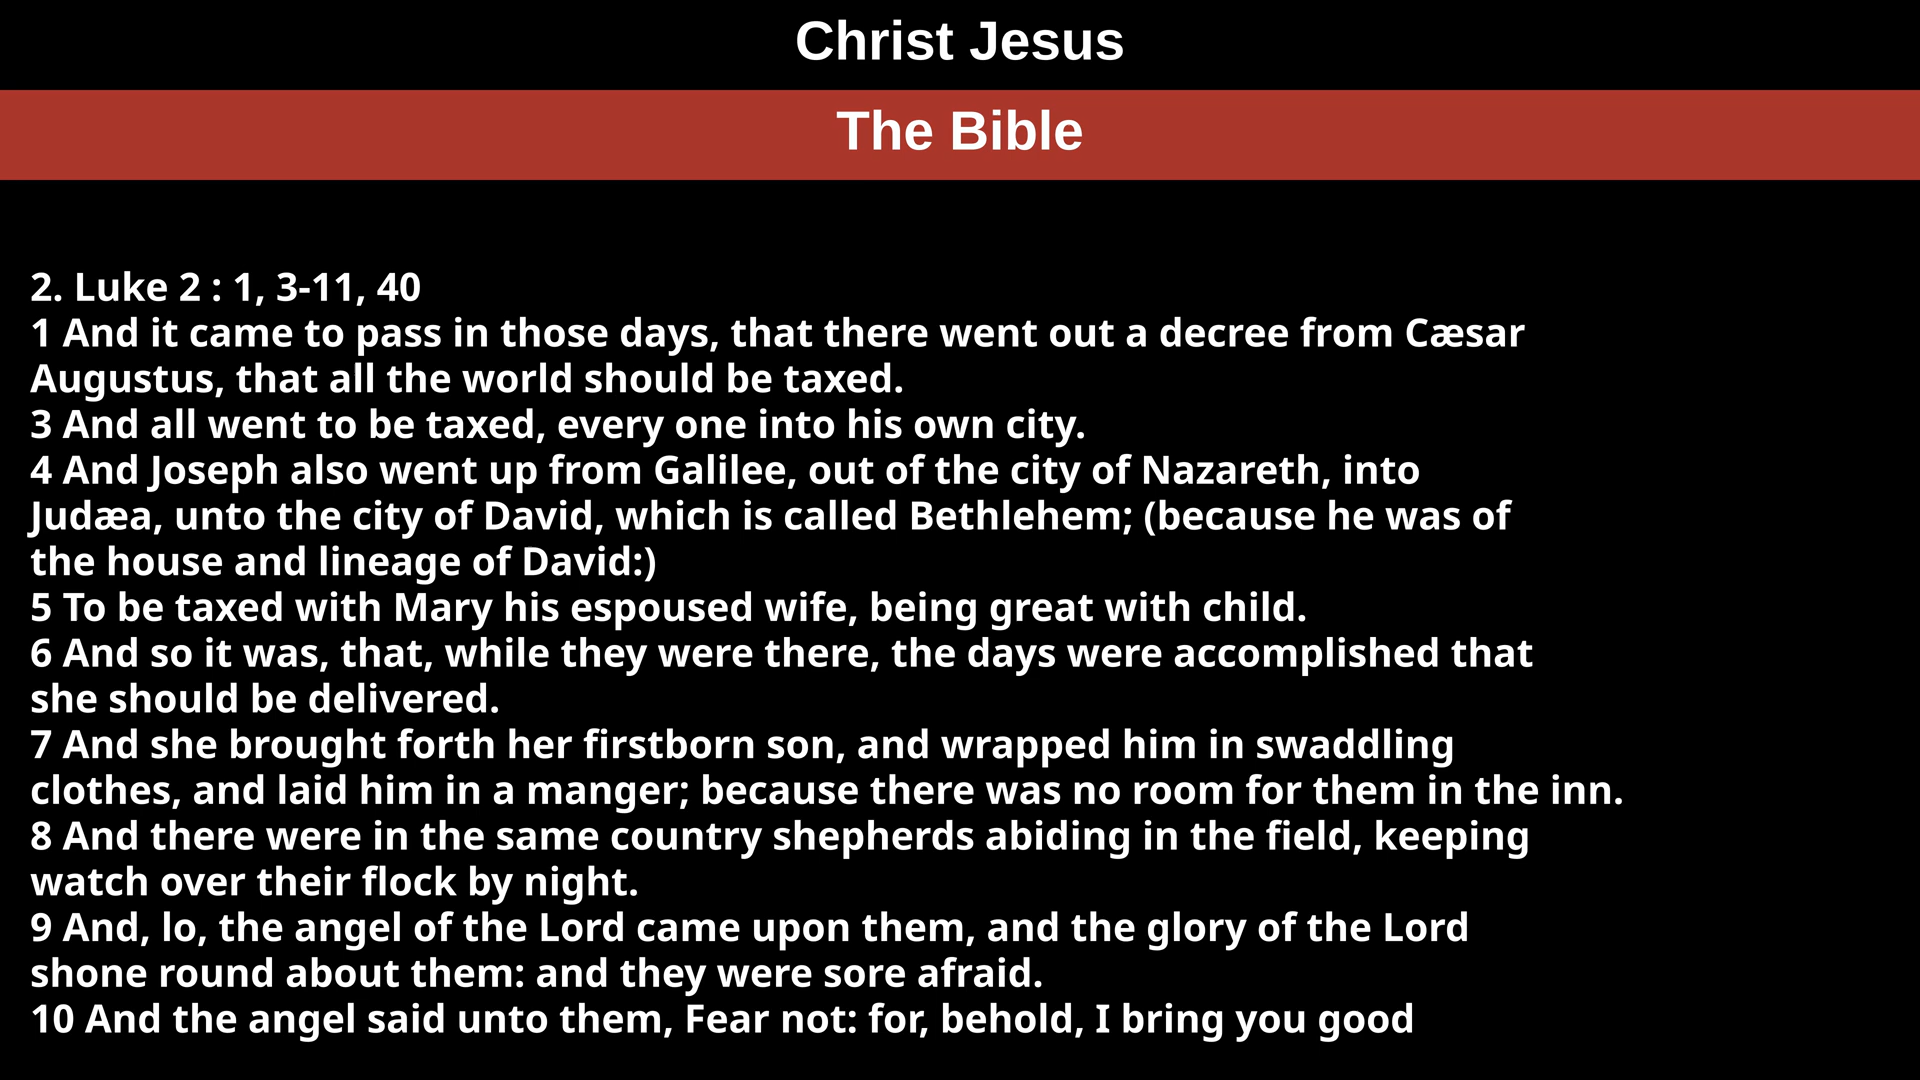 Christ Jesus
The Bible
2. Luke 2 : 1, 3-11, 40
1 And it came to pass in those days, that there went out a decree from Cæsar
Augustus, that all the world should be taxed.
3 And all went to be taxed, every one into his own city.
4 And Joseph also went up from Galilee, out of the city of Nazareth, into
Judæa, unto the city of David, which is called Bethlehem; (because he was of
the house and lineage of David:)
5 To be taxed with Mary his espoused wife, being great with child.
6 And so it was, that, while they were there, the days were accomplished that
she should be delivered.
7 And she brought forth her firstborn son, and wrapped him in swaddling
clothes, and laid him in a manger; because there was no room for them in the inn.
8 And there were in the same country shepherds abiding in the field, keeping
watch over their flock by night.
9 And, lo, the angel of the Lord came upon them, and the glory of the Lord
shone round about them: and they were sore afraid.
10 And the angel said unto them, Fear not: for, behold, I bring you good